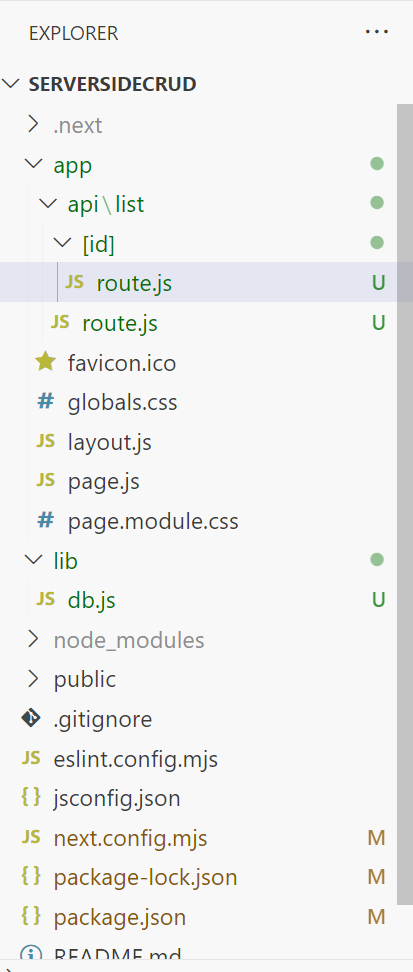 EXPLORER ...
SERVERSIDECRUD
.next
app
api\list
[id]
JS route.js U
JS route.js U
favicon.ico
# globals.css
JS layout.js
JS page.js
# page.module.css
lib
JS db.js U
node_modules
public
.gitignore
JS eslint.config.mjs
{} jsconfig.json
JS next.config.mjs M
{} package-lock.json M
{} package.json M
README.md